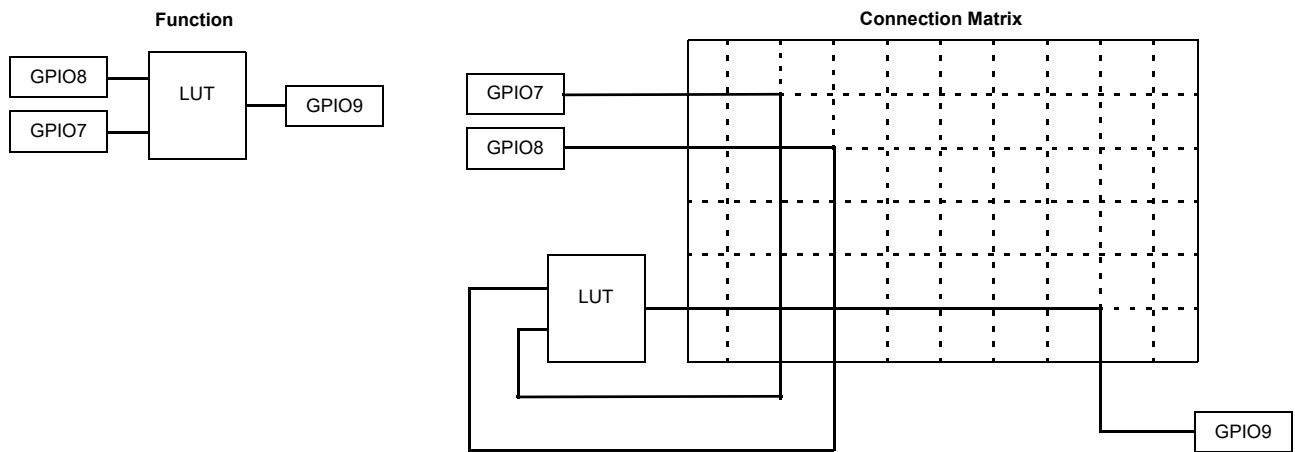 Function
GPIO8
GPIO7
LUT
GPIO9
Connection Matrix
GPIO7
GPIO8
LUT
GPIO9